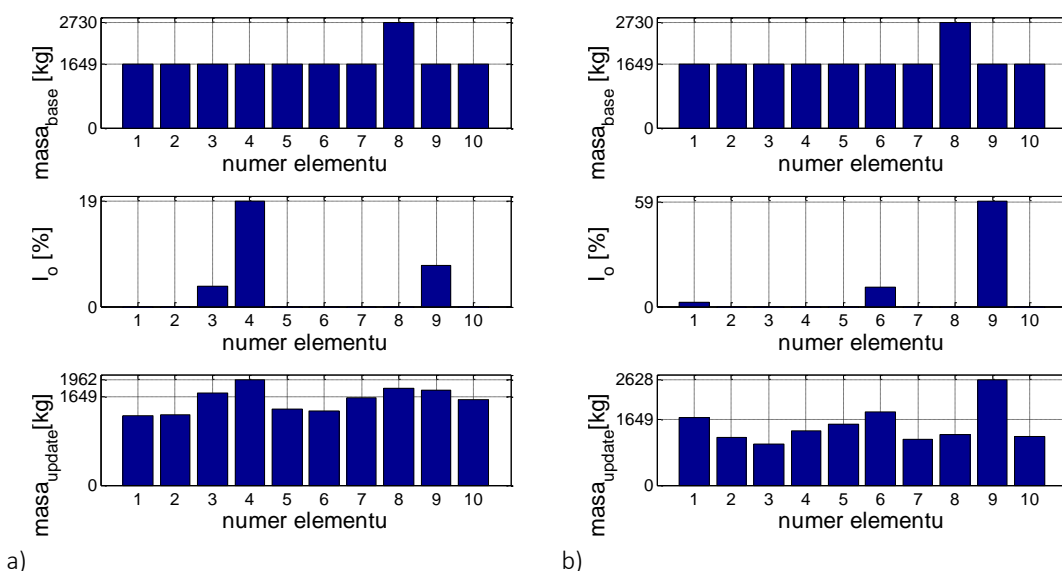 2730
1649
0
masa_base [kg]
1 2 3 4 5 6 7 8 9 10
numer elementu
19
0
I_o [%]
1 2 3 4 5 6 7 8 9 10
numer elementu
1962
1649
0
masa_update[kg]
1 2 3 4 5 6 7 8 9 10
numer elementu
a)
2730
1649
0
masa_base [kg]
1 2 3 4 5 6 7 8 9 10
numer elementu
59
0
I_o [%]
1 2 3 4 5 6 7 8 9 10
numer elementu
2628
1649
0
masa_update[kg]
1 2 3 4 5 6 7 8 9 10
numer elementu
b)